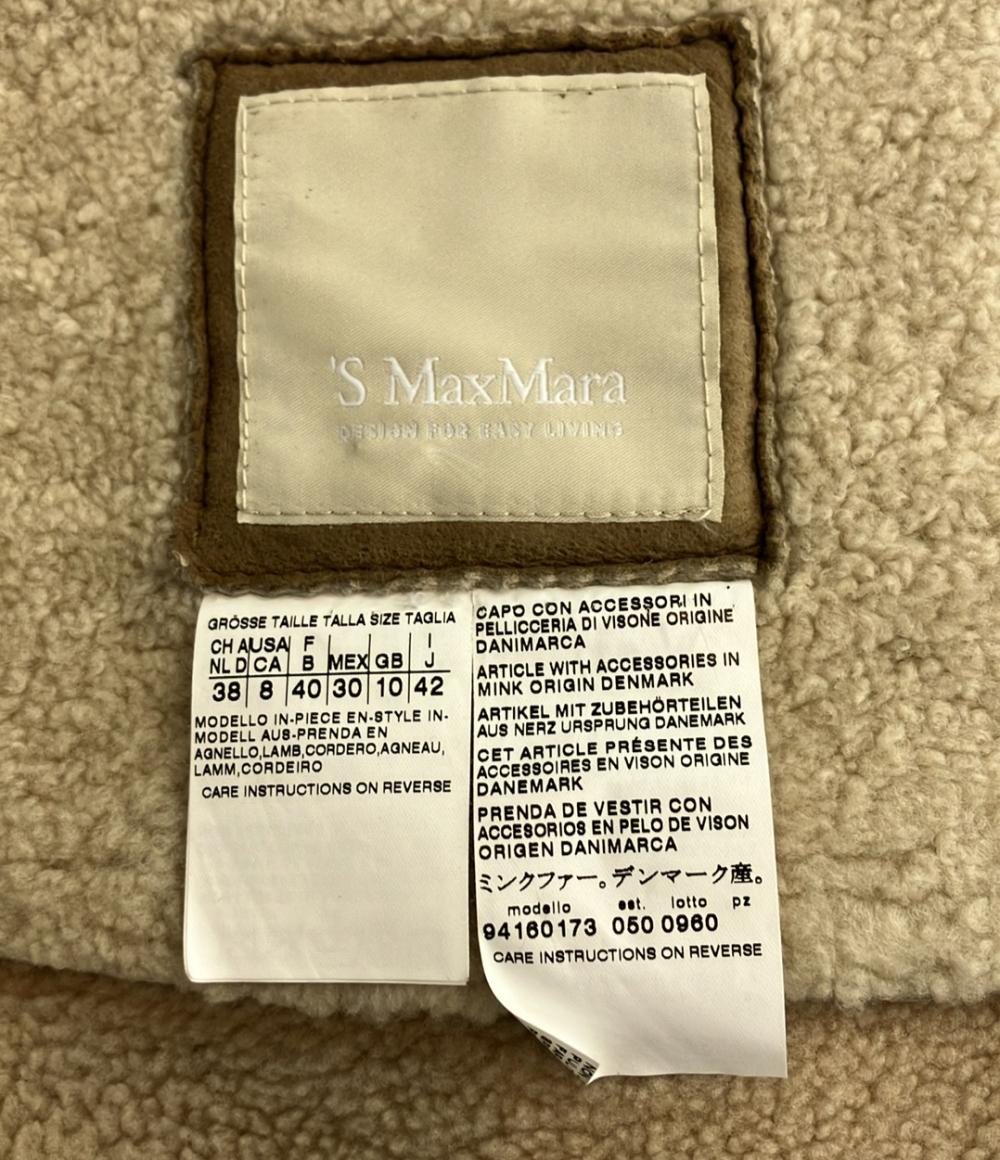 'S MaxMara
DESIGN FOR EASY LIVING
GRÖSSE TAILLE TALLA SIZE TAGLIA
CH A USA F I
NL D CA B MEX GB J
38 8 40 30 10 42
MODELLO IN-PIECE EN-STYLE IN-
MODELL AUS-PRENDA EN
AGNELLO,LAMB,CORDERO,AGNEAU,
LAMM,CORDEIRO
CARE INSTRUCTIONS ON REVERSE
CAPO CON ACCESSORI IN
PELLICCERIA DI VISONE ORIGINE
DANIMARCA
ARTICLE WITH ACCESSORIES IN
MINK ORIGIN DENMARK
ARTIKEL MIT ZUBEHÖRTEILEN
AUS NERZ URSPRUNG DANEMARK
CET ARTICLE PRÉSENTE DES
ACCESSOIRES EN VISON ORIGINE
DANEMARK
PRENDA DE VESTIR CON
ACCESORIOS EN PELO DE VISON
ORIGEN DANIMARCA
ミンクファー。デンマーク産。
modello est. lotto pz
94160173 050 0960
CARE INSTRUCTIONS ON REVERSE